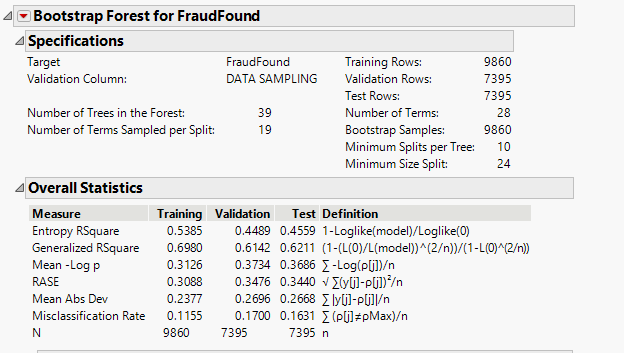 Bootstrap Forest for FraudFound
Specifications
Target FraudFound Training Rows: 9860
Validation Column: DATA SAMPLING Validation Rows: 7395
Test Rows: 7395
Number of Trees in the Forest: 39 Number of Terms: 28
Number of Terms Sampled per Split: 19 Bootstrap Samples: 9860
Minimum Splits per Tree: 10
Minimum Size Split: 24
Overall Statistics
Measure Training Validation Test Definition
Entropy RSquare 0.5385 0.4489 0.4559 1-Loglike(model)/Loglike(0)
Generalized RSquare 0.6980 0.6142 0.6211 (1-(L(0)/L(model))^(2/n))/(1-L(0)^(2/n))
Mean -Log p 0.3126 0.3734 0.3686 ∑ -Log(ρ[j])/n
RASE 0.3088 0.3476 0.3440 √ ∑(y[j]-ρ[j])²/n
Mean Abs Dev 0.2377 0.2696 0.2668 ∑ |y[j]-ρ[j]|/n
Misclassification Rate 0.1155 0.1700 0.1631 ∑ (ρ[j]≠ρMax)/n
N 9860 7395 7395 n